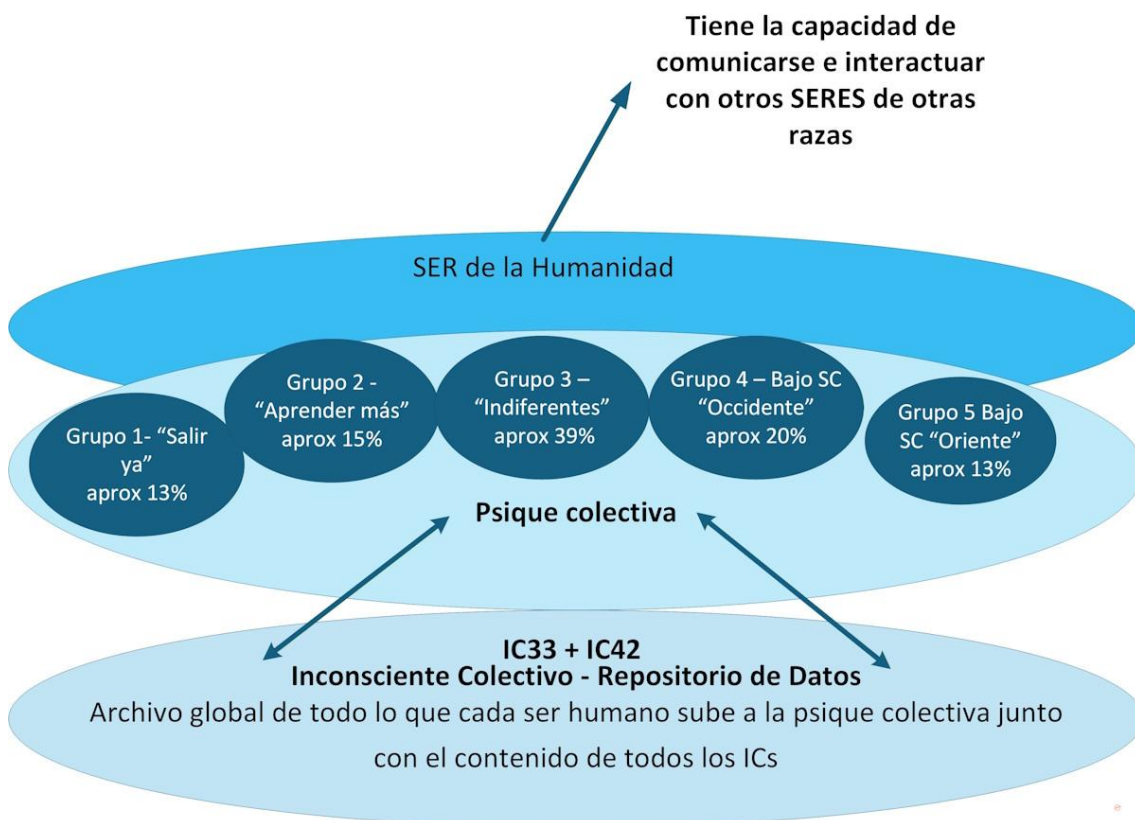 Tiene la capacidad de
comunicarse e interactuar
con otros SERES de otras
razas
SER de la Humanidad
Grupo 1- “Salir
ya”
aprox 13%
Grupo 2 -
“Aprender más”
aprox 15%
Grupo 3 –
“Indiferentes”
aprox 39%
Grupo 4 – Bajo SC
“Occidente”
aprox 20%
Grupo 5 Bajo
SC “Oriente”
aprox 13%
Psique colectiva
IC33 + IC42
Inconsciente Colectivo - Repositorio de Datos
Archivo global de todo lo que cada ser humano sube a la psique colectiva junto
con el contenido de todos los ICs
e